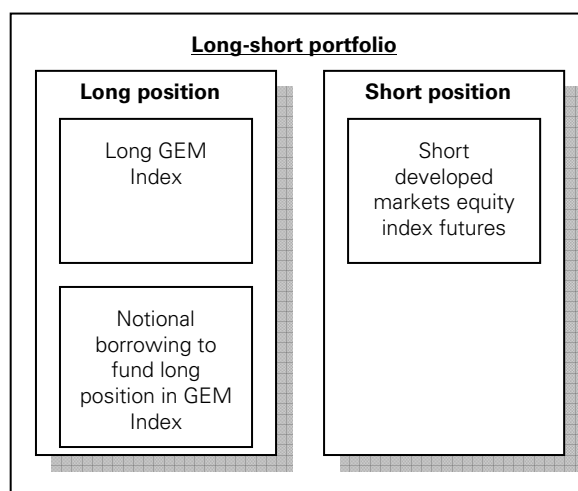 Long-short portfolio
Long position
Long GEM
Index
Notional
borrowing to
fund long
position in GEM
Index
Short position
Short
developed
markets equity
index futures